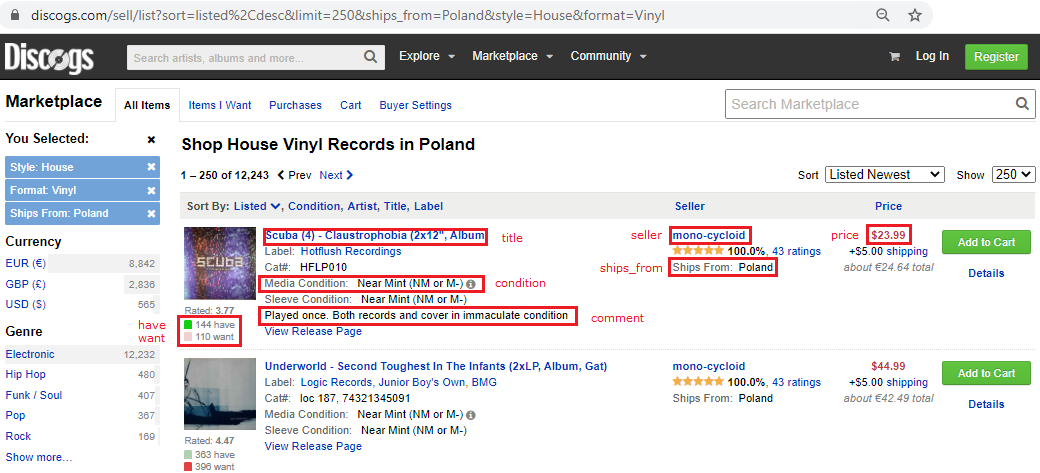 discogs.com/sell/list?sort=listed%2Cdesc&limit=250&ships_from=Poland&style=House&format=Vinyl
Discogs
Search artists, albums and more...
Explore
Marketplace
Community
Log In
Register
Marketplace
All Items
Items I Want
Purchases
Cart
Buyer Settings
Search Marketplace
You Selected:
Style: House
Format: Vinyl
Ships From: Poland
Currency
EUR (€) 8,842
GBP (£) 2,836
USD ($) 565
Genre
Electronic 12,232
Hip Hop 480
Funk / Soul 407
Pop 367
Rock 169
Show more...
Shop House Vinyl Records in Poland
1 – 250 of 12,243 Prev Next
Sort Listed Newest Show 250
Sort By: Listed , Condition, Artist, Title, Label
Seller
Price
scuba
Rated: 3.77
144 have
110 want
have
want
Scuba (4) - Claustrophobia (2x12", Album
title
Label: Hotflush Recordings
Cat#: HFLP010
Media Condition: Near Mint (NM or M-)
condition
Sleeve Condition: Near Mint (NM or M-)
Played once. Both records and cover in immaculate condition
comment
View Release Page
seller
mono-cycloid
100.0%, 43 ratings
ships_from
Ships From: Poland
price
$23.99
+$5.00 shipping
about €24.64 total
Add to Cart
Details
Rated: 4.47
363 have
396 want
Underworld - Second Toughest In The Infants (2xLP, Album, Gat)
Label: Logic Records, Junior Boy's Own, BMG
Cat#: loc 187, 74321345091
Media Condition: Near Mint (NM or M-)
Sleeve Condition: Near Mint (NM or M-)
View Release Page
mono-cycloid
100.0%, 43 ratings
Ships From: Poland
$44.99
+$5.00 shipping
about €42.49 total
Add to Cart
Details